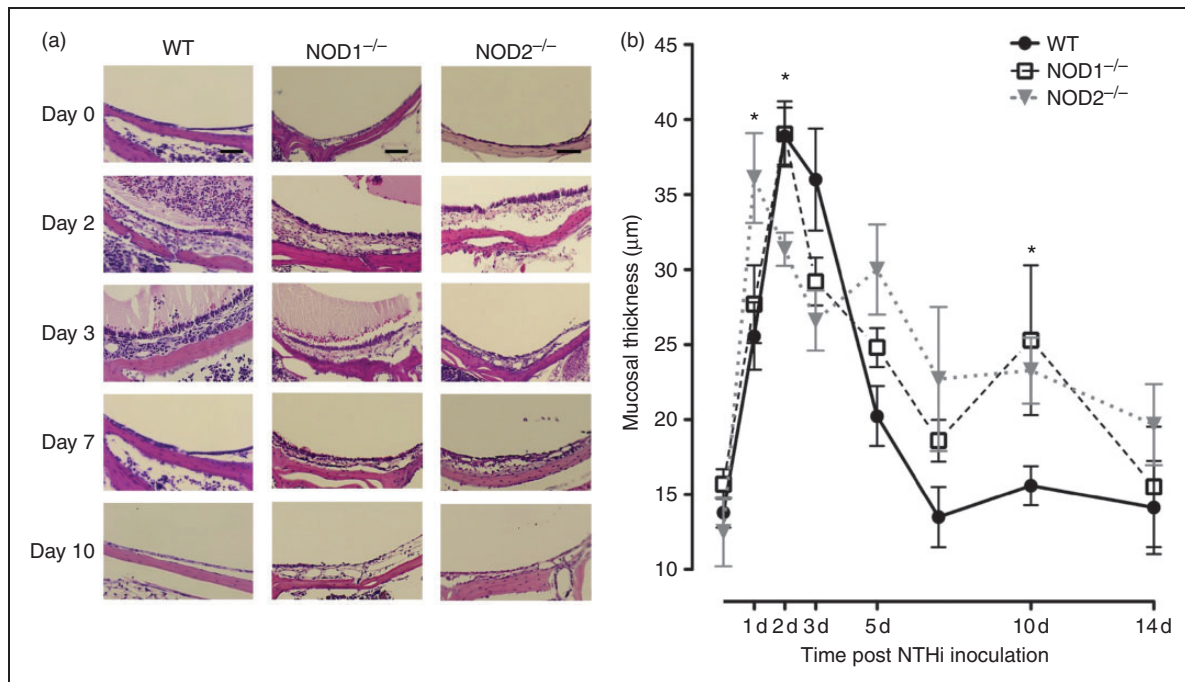 (a)
WT
NOD1−/−
NOD2−/−
Day 0
Day 2
Day 3
Day 7
Day 10
(b)
WT
NOD1−/−
NOD2−/−
45
40
35
30
25
20
15
10
Mucosal thickness (μm)
*
*
*
1 d
2 d
3 d
5 d
10 d
14 d
Time post NTHi inoculation